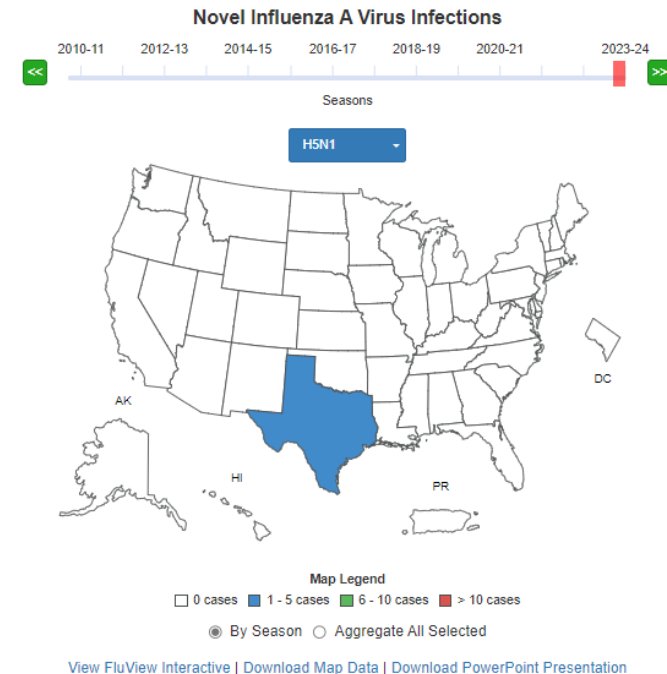 Novel Influenza A Virus Infections
2010-11 2012-13 2014-15 2016-17 2018-19 2020-21 2023-24
<< >>
Seasons
H5N1
DC
AK
HI
PR
Map Legend
0 cases 1 - 5 cases 6 - 10 cases > 10 cases
By Season Aggregate All Selected
View FluView Interactive | Download Map Data | Download PowerPoint Presentation